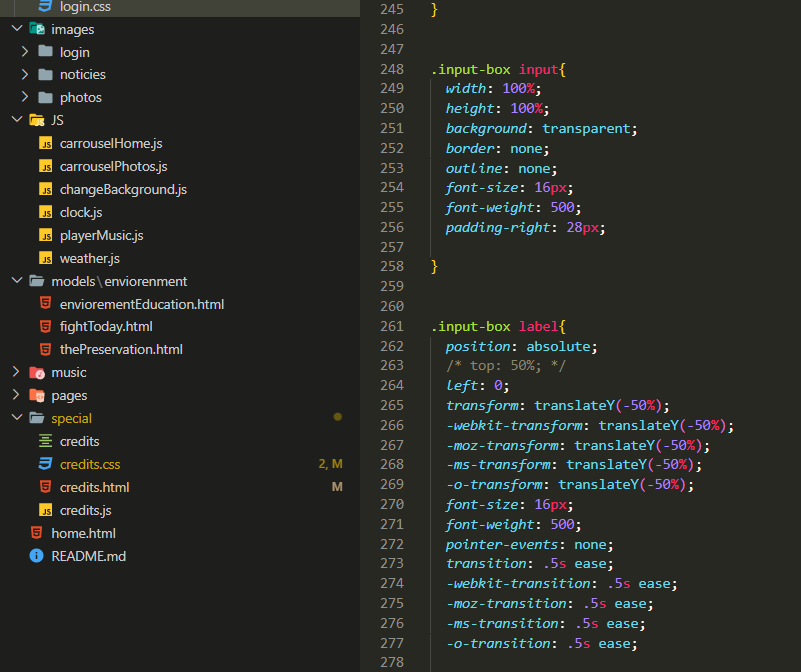 login.css
images
login
noticies
photos
JS
carrouselHome.js
carrouselPhotos.js
changeBackground.js
clock.js
playerMusic.js
weather.js
models\enviorenment
enviorementEducation.html
fightToday.html
thePreservation.html
music
pages
special
credits
credits.css 2, M
credits.html M
credits.js
home.html
README.md
245 }
246
247
248 .input-box input{
249 width: 100%;
250 height: 100%;
251 background: transparent;
252 border: none;
253 outline: none;
254 font-size: 16px;
255 font-weight: 500;
256 padding-right: 28px;
257
258 }
259
260
261 .input-box label{
262 position: absolute;
263 /* top: 50%; */
264 left: 0;
265 transform: translateY(-50%);
266 -webkit-transform: translateY(-50%);
267 -moz-transform: translateY(-50%);
268 -ms-transform: translateY(-50%);
269 -o-transform: translateY(-50%);
270 font-size: 16px;
271 font-weight: 500;
272 pointer-events: none;
273 transition: .5s ease;
274 -webkit-transition: .5s ease;
275 -moz-transition: .5s ease;
276 -ms-transition: .5s ease;
277 -o-transition: .5s ease;
278